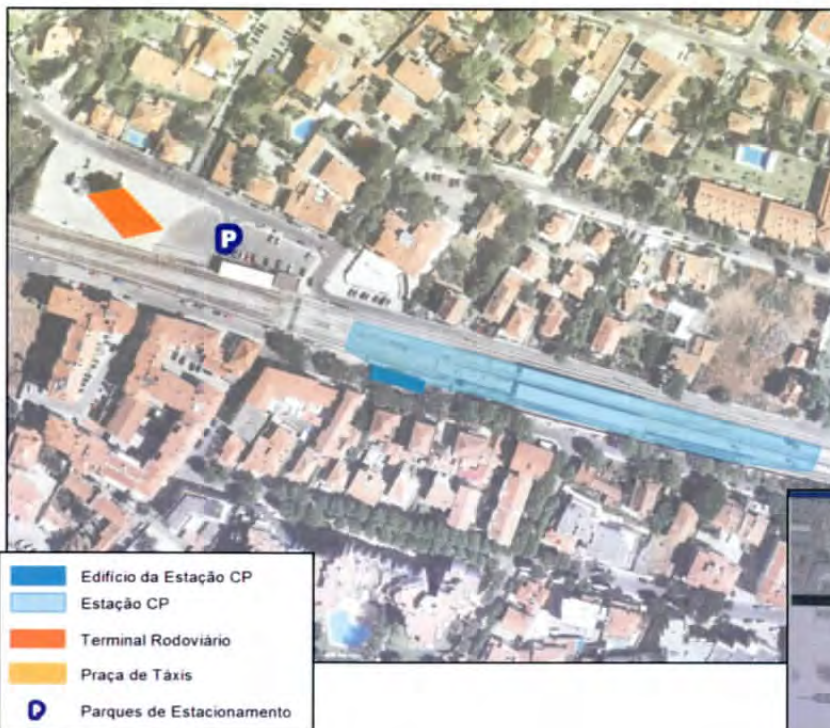 P
Edifício da Estação CP
Estação CP
Terminal Rodoviário
Praça de Táxis
P Parques de Estacionamento